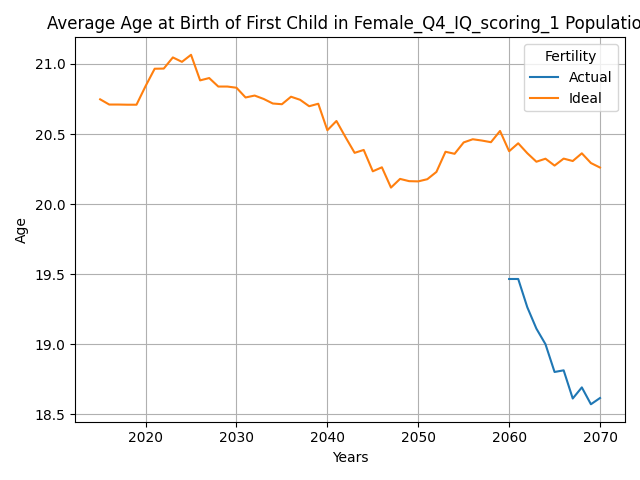 Average Age at Birth of First Child in Female_Q4_IQ_scoring_1 Populatio
Fertility
Actual
Ideal
21.0
20.5
20.0
19.5
19.0
18.5
Age
2020 2030 2040 2050 2060 2070
Years